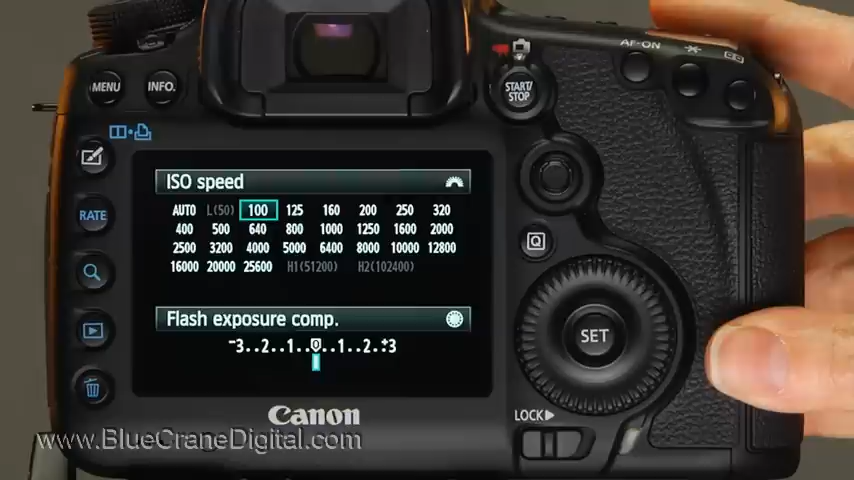 AF-ON
MENU
INFO.
START/
STOP
ISO speed
AUTO L(50) 100 125 160 200 250 320
400 500 640 800 1000 1250 1600 2000
2500 3200 4000 5000 6400 8000 10000 12800
16000 20000 25600 H1(51200) H2(102400)
RATE
Q
Flash exposure comp.
-3..2..1..0..1..2.+3
SET
Canon
LOCK
www.BlueCraneDigital.com